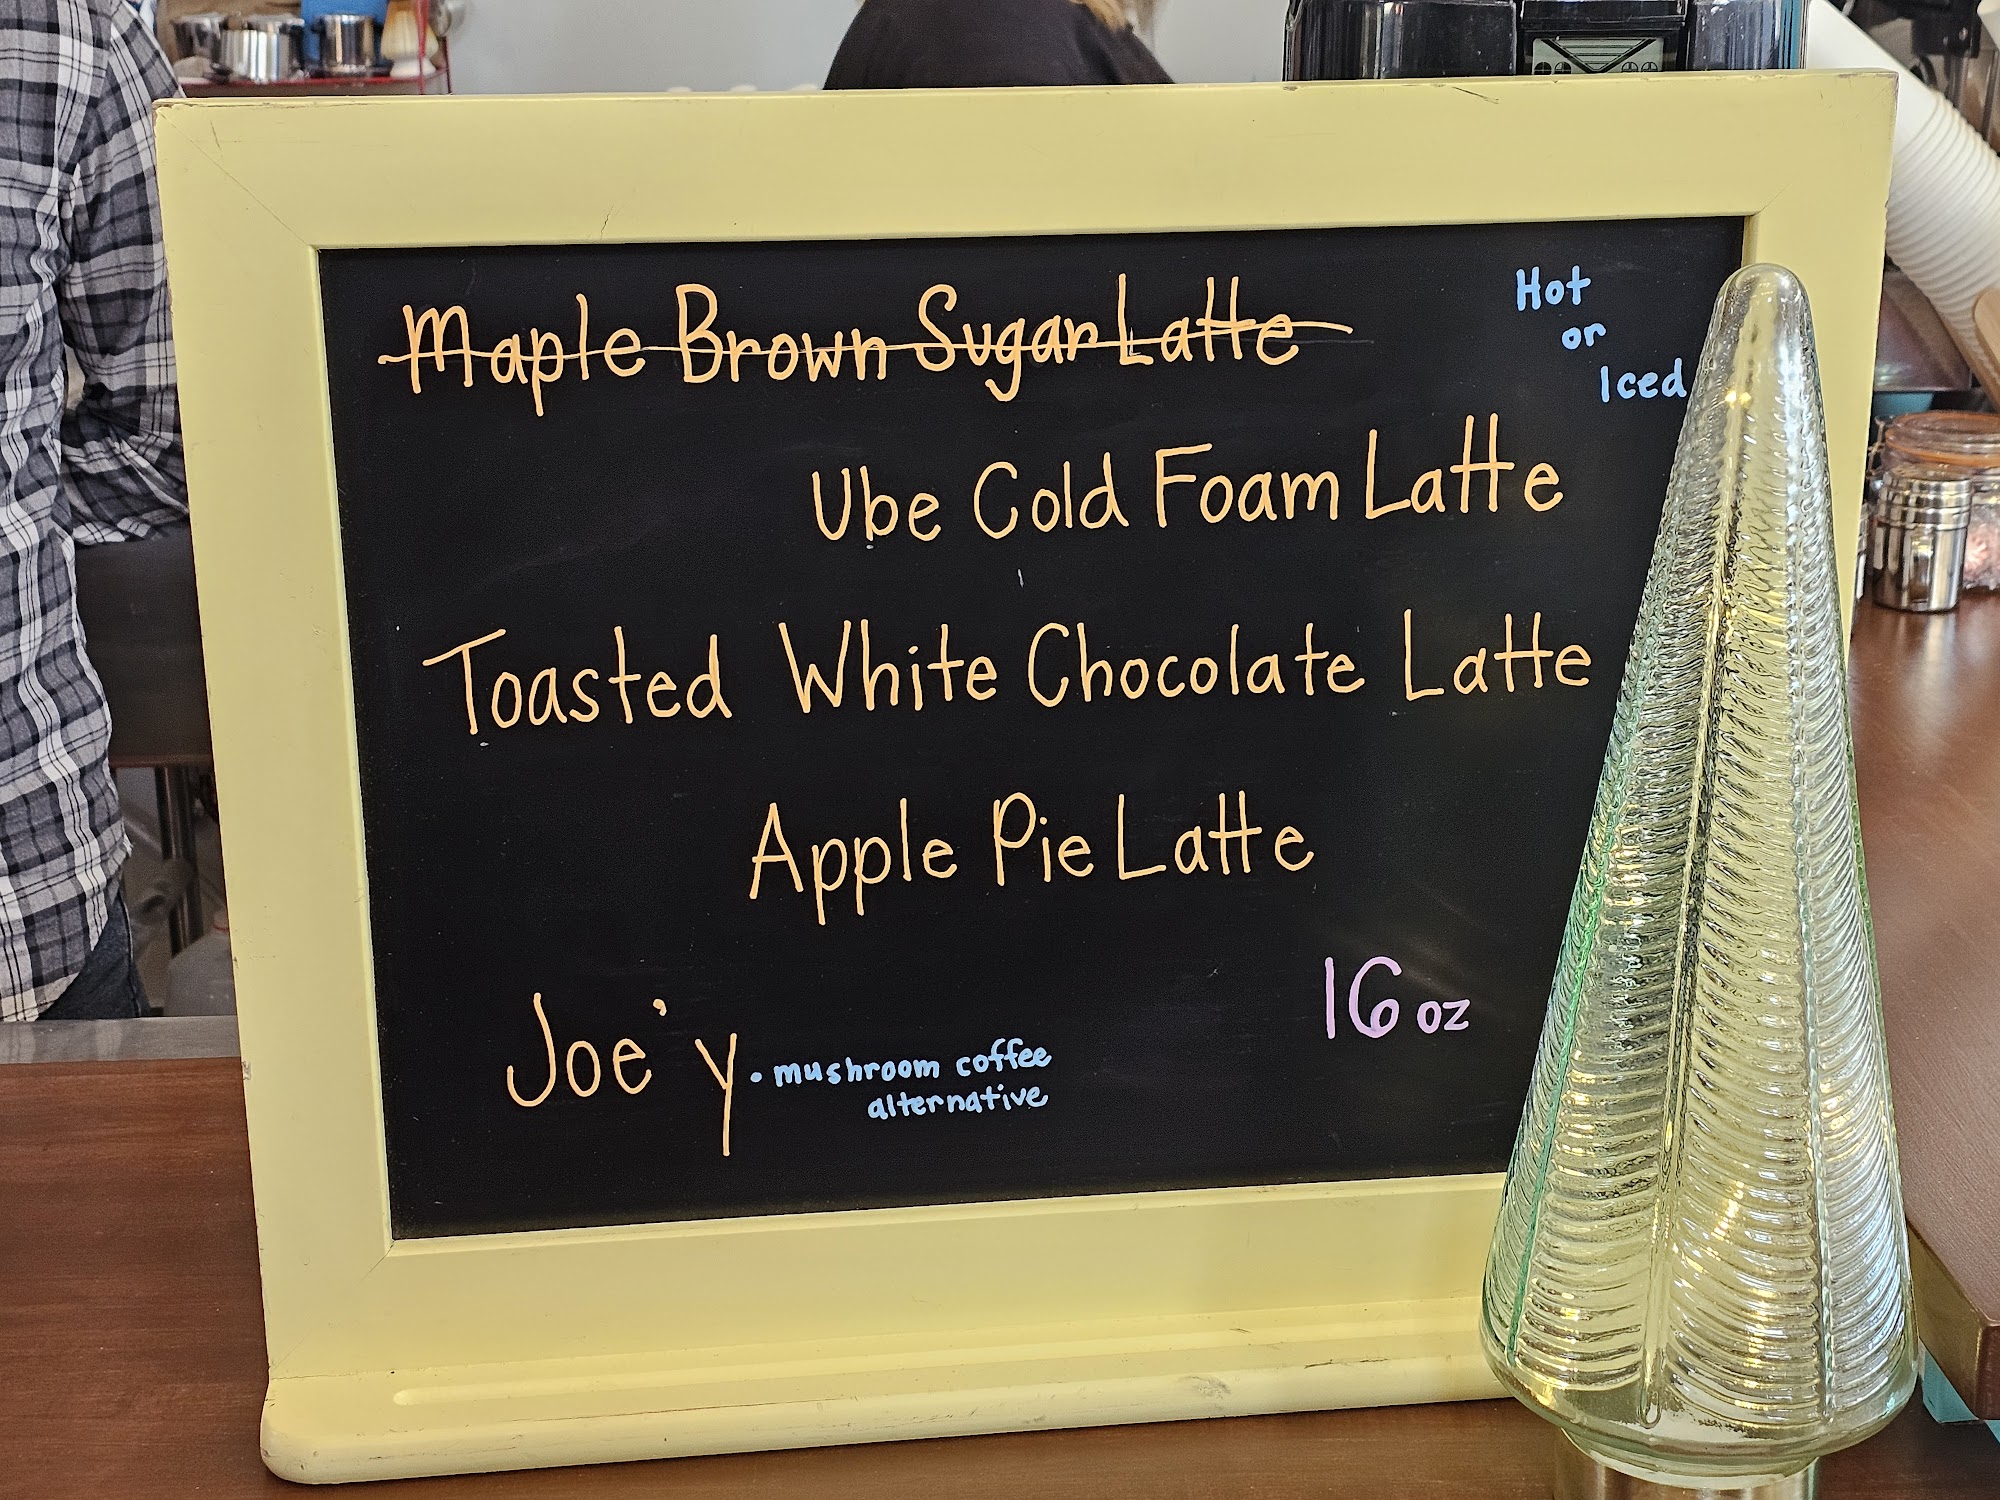 Maple Brown Sugar Latte
Hot
or
Iced
Ube Cold Foam Latte
Toasted White Chocolate Latte
Apple Pie Latte
16 oz
Joe'y • mushroom coffee
alternative